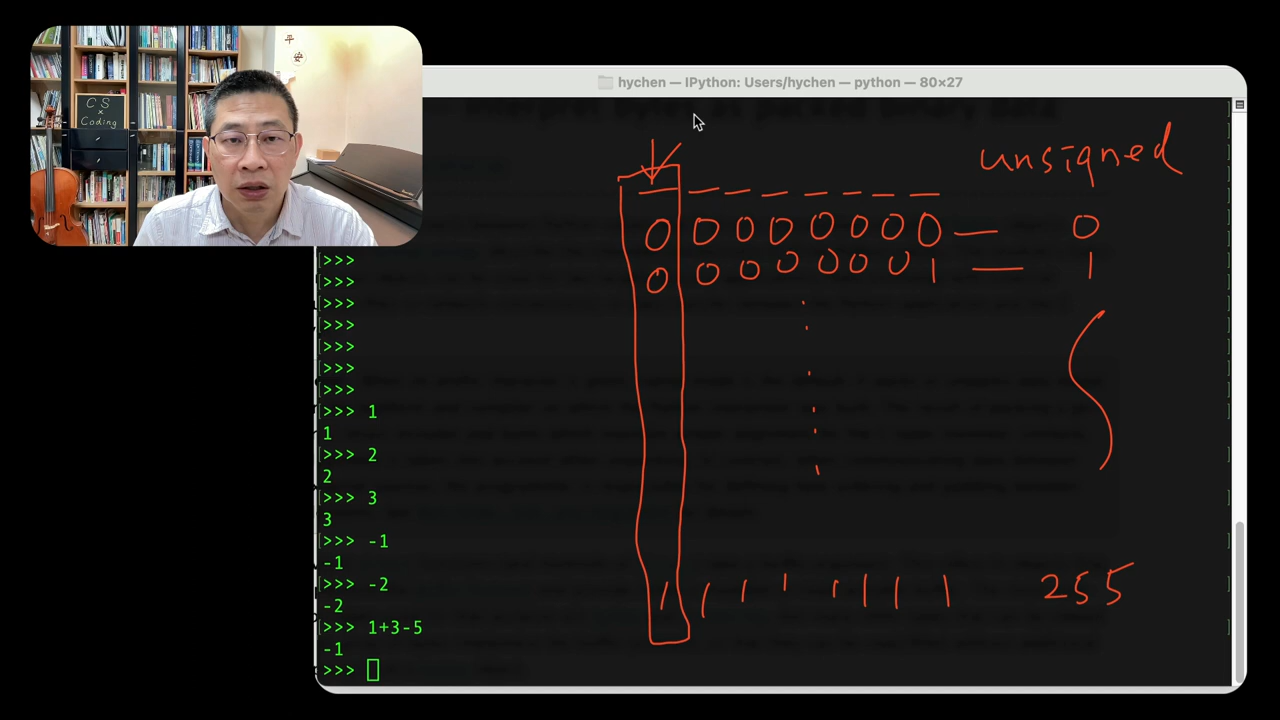 平
安
CS
x
Coding
hychen — IPython: Users/hychen — python — 80×27
unsigned
0 0 0 0 0 0 0 0 — 0
0 0 0 0 0 0 0 1 — 1
1 1 1 1 1 1 1 1 255
>>>
>>>
>>>
>>>
>>>
>>>
>>>
>>> 1
1
>>> 2
2
>>> 3
3
>>> -1
-1
>>> -2
-2
>>> 1+3-5
-1
>>>